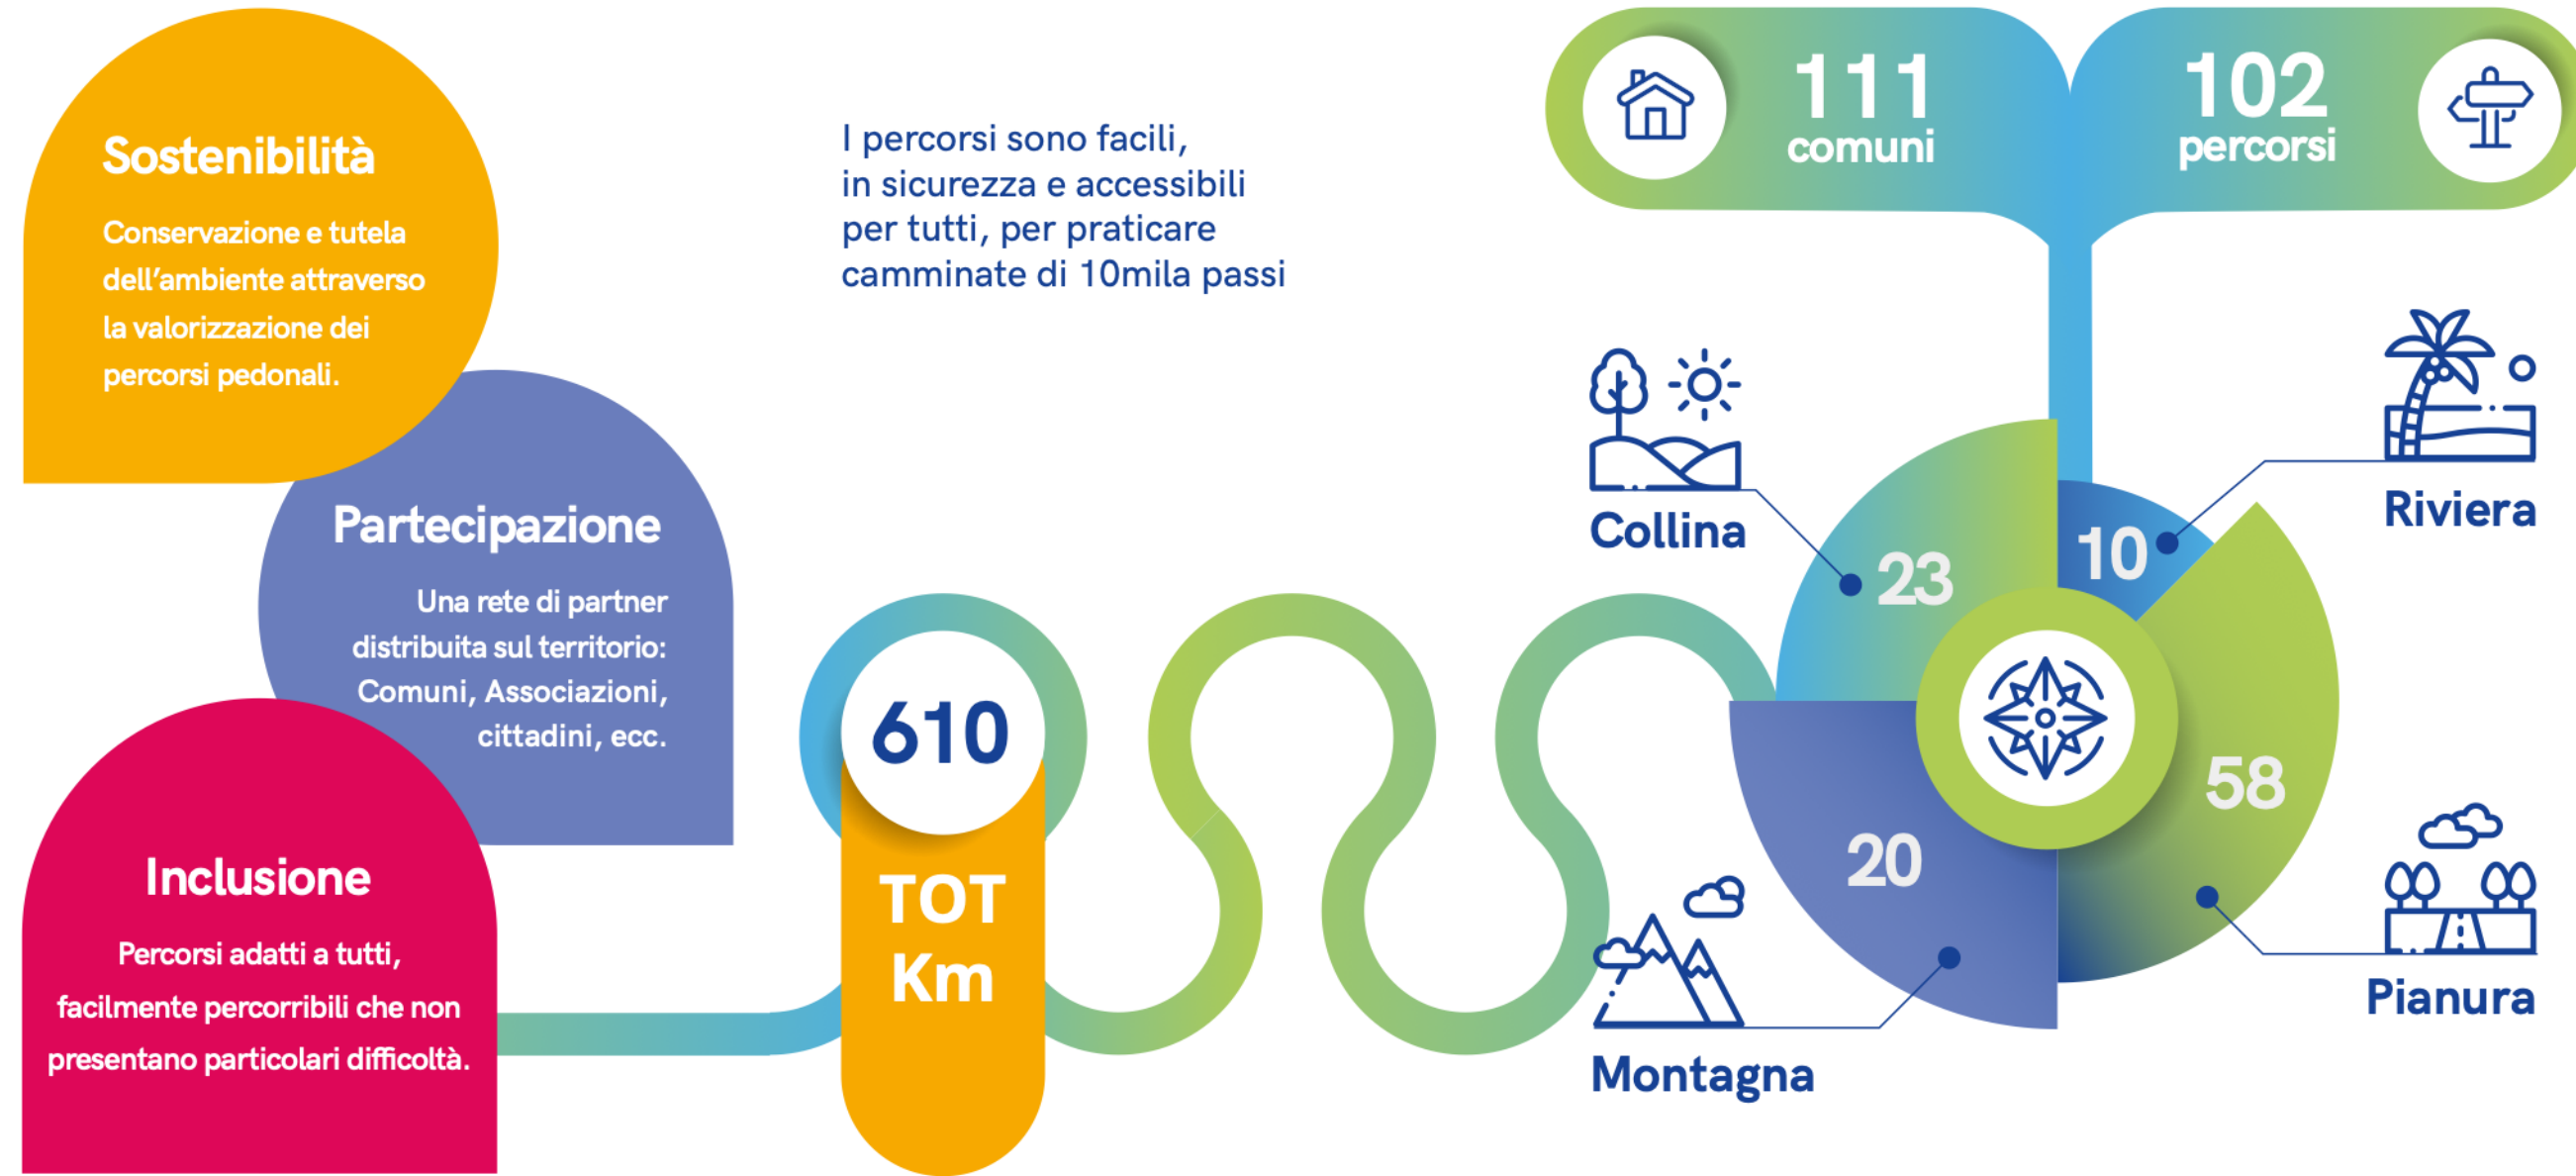 Sostenibilità
Conservazione e tutela
dell’ambiente attraverso
la valorizzazione dei
percorsi pedonali.
Partecipazione
Una rete di partner
distribuita sul territorio:
Comuni, Associazioni,
cittadini, ecc.
Inclusione
Percorsi adatti a tutti,
facilmente percorribili che non
presentano particolari difficoltà.
I percorsi sono facili,
in sicurezza e accessibili
per tutti, per praticare
camminate di 10mila passi
610
TOT
Km
111
comuni
102
percorsi
Collina
23
10
Riviera
20
Montagna
58
Pianura